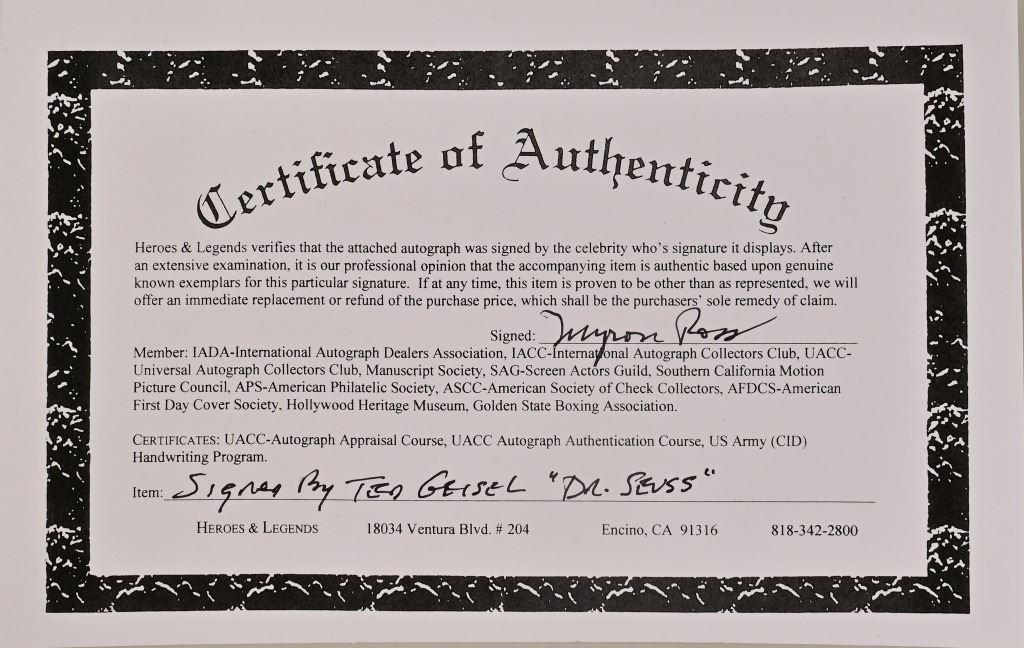 Certificate of Authenticity
Heroes & Legends verifies that the attached autograph was signed by the celebrity who's signature it displays. After
an extensive examination, it is our professional opinion that the accompanying item is authentic based upon genuine
known exemplars for this particular signature. If at any time, this item is proven to be other than as represented, we will
offer an immediate replacement or refund of the purchase price, which shall be the purchasers' sole remedy of claim.
Signed: Myron Ross
Member: IADA-International Autograph Dealers Association, IACC-International Autograph Collectors Club, UACC-
Universal Autograph Collectors Club, Manuscript Society, SAG-Screen Actors Guild, Southern California Motion
Picture Council, APS-American Philatelic Society, ASCC-American Society of Check Collectors, AFDCS-American
First Day Cover Society, Hollywood Heritage Museum, Golden State Boxing Association.
CERTIFICATES: UACC-Autograph Appraisal Course, UACC Autograph Authentication Course, US Army (CID)
Handwriting Program.
Item: Signed By TED GEISEL "DR. SEUSS"
HEROES & LEGENDS 18034 Ventura Blvd. # 204 Encino, CA 91316 818-342-2800